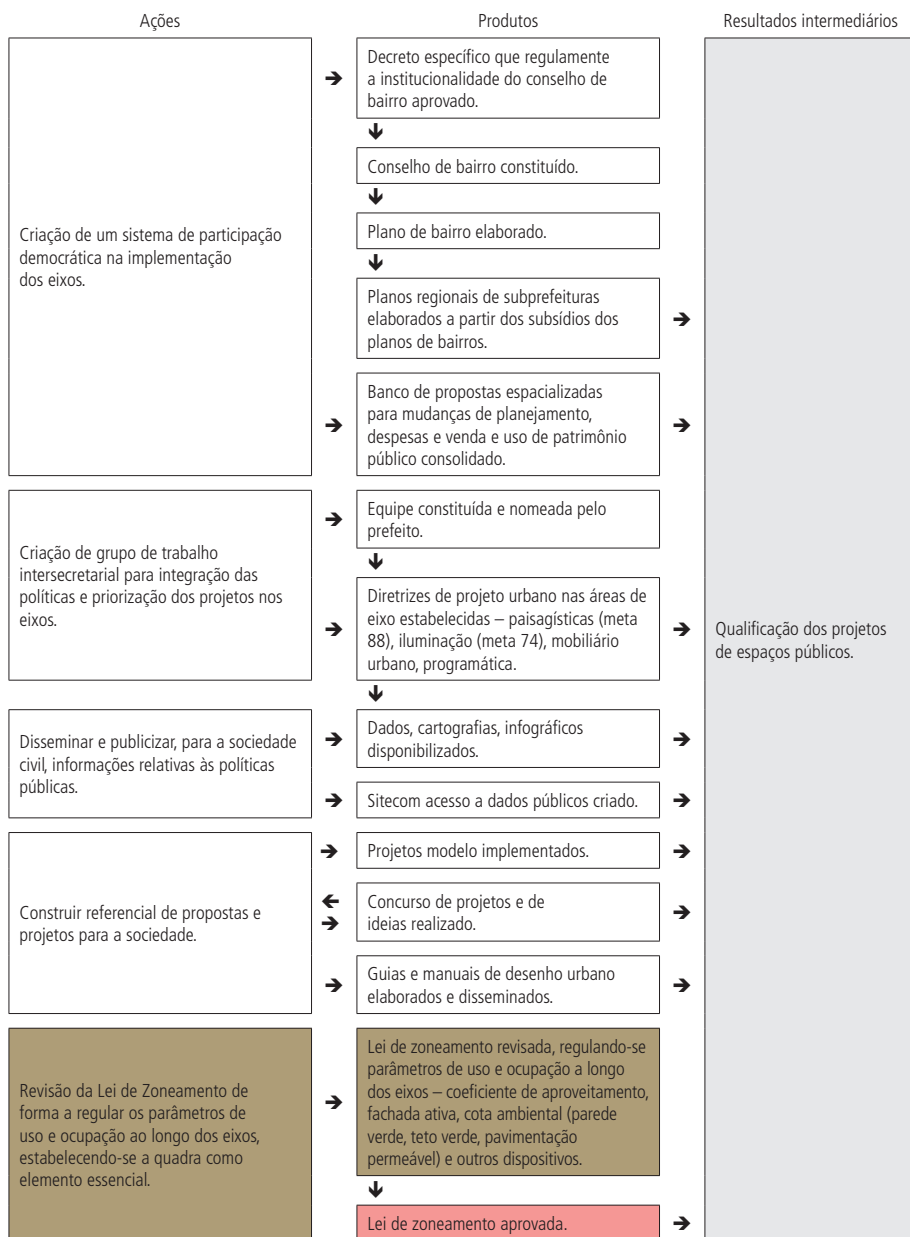 Ações
Produtos
Resultados intermediários
Criação de um sistema de participação
democrática na implementação
dos eixos.
Decreto específico que regulamente
a institucionalidade do conselho de
bairro aprovado.
Conselho de bairro constituído.
Plano de bairro elaborado.
Planos regionais de subprefeituras
elaborados a partir dos subsídios dos
planos de bairros.
Banco de propostas espacializadas
para mudanças de planejamento,
despesas e venda e uso de patrimônio
público consolidado.
Criação de grupo de trabalho
intersecretarial para integração das
políticas e priorização dos projetos nos
eixos.
Equipe constituída e nomeada pelo
prefeito.
Diretrizes de projeto urbano nas áreas de
eixo estabelecidas – paisagísticas (meta
88), iluminação (meta 74), mobiliário
urbano, programática.
Qualificação dos projetos
de espaços públicos.
Disseminar e publicizar, para a sociedade
civil, informações relativas às políticas
públicas.
Dados, cartografias, infográficos
disponibilizados.
Sitecom acesso a dados públicos criado.
Construir referencial de propostas e
projetos para a sociedade.
Projetos modelo implementados.
Concurso de projetos e de
ideias realizado.
Guias e manuais de desenho urbano
elaborados e disseminados.
Revisão da Lei de Zoneamento de
forma a regular os parâmetros de
uso e ocupação ao longo dos eixos,
estabelecendo-se a quadra como
elemento essencial.
Lei de zoneamento revisada, regulando-se
parâmetros de uso e ocupação a longo
dos eixos – coeficiente de aproveitamento,
fachada ativa, cota ambiental (parede
verde, teto verde, pavimentação
permeável) e outros dispositivos.
Lei de zoneamento aprovada.